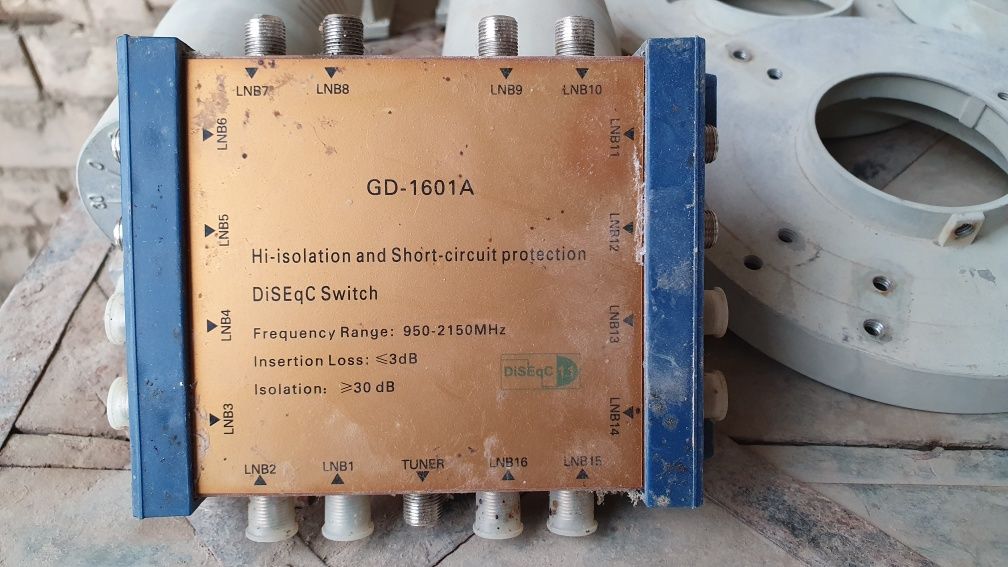 LNB7
LNB8
LNB9
LNB10
LNB6
LNB11
GD-1601A
LNB5
LNB12
Hi-isolation and Short-circuit protection
DiSEqC Switch
LNB4
LNB13
Frequency Range: 950-2150MHz
Insertion Loss: ≤3dB
DiSEqC 1.1
Isolation: ≥30 dB
LNB3
LNB14
LNB2
LNB1
TUNER
LNB16
LNB15